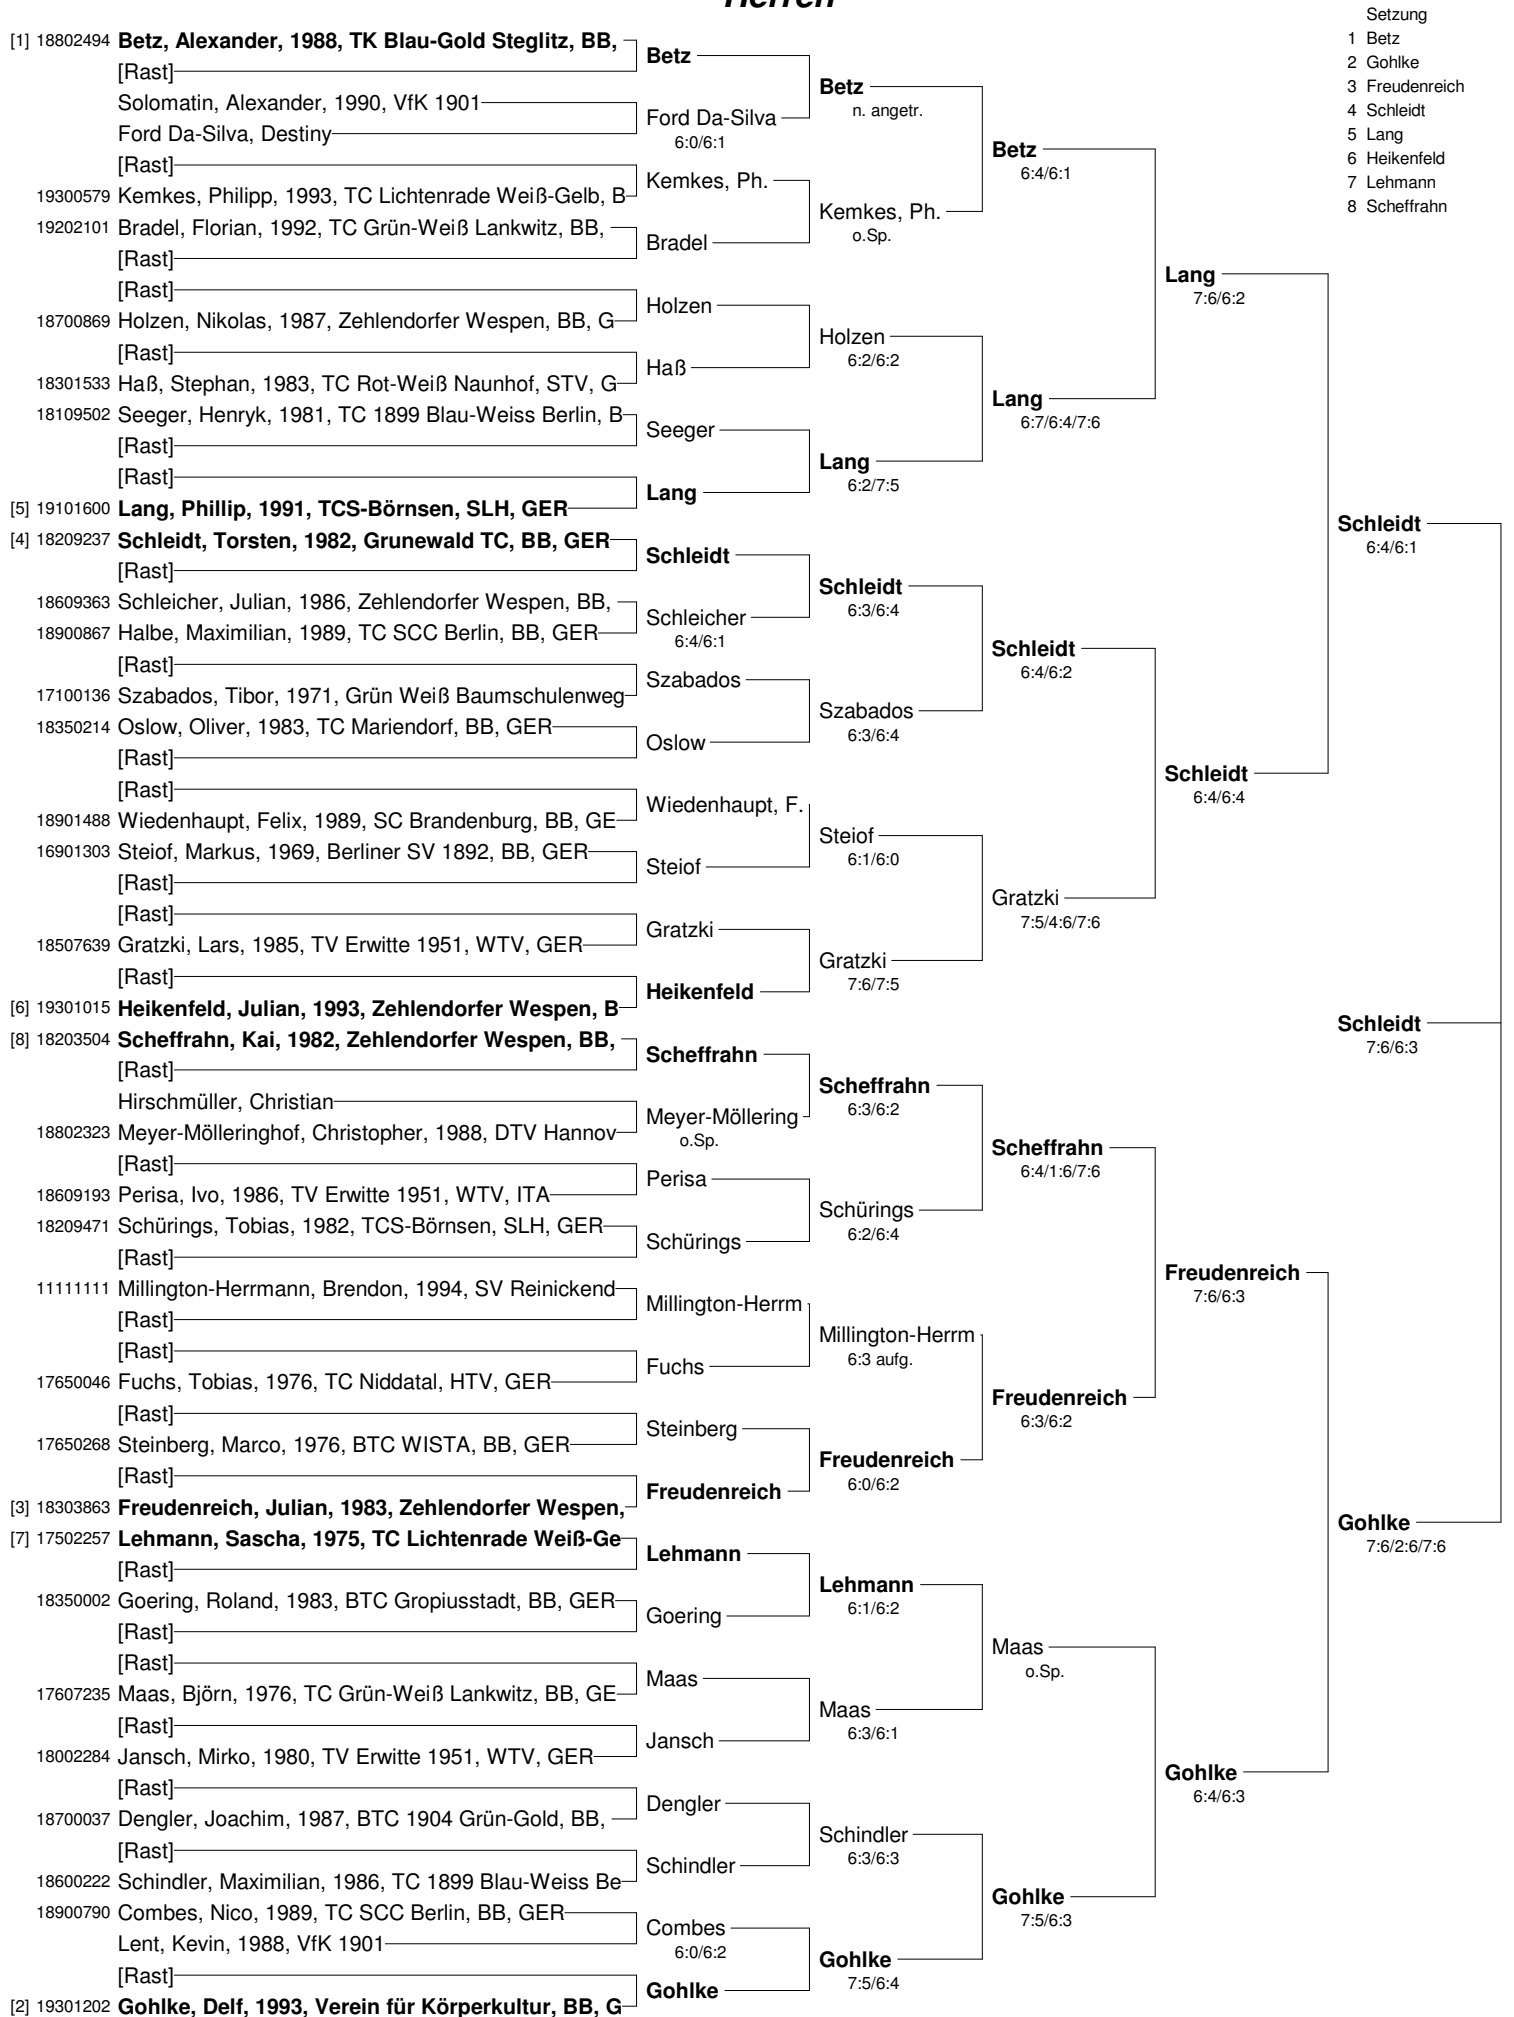 Herren
Setzung
1 Betz
2 Gohlke
3 Freudenreich
4 Schleidt
5 Lang
6 Heikenfeld
7 Lehmann
8 Scheffrahn
[1] 18802494 Betz, Alexander, 1988, TK Blau-Gold Steglitz, BB,
[Rast]
Solomatin, Alexander, 1990, VfK 1901
Ford Da-Silva, Destiny
[Rast]
19300579 Kemkes, Philipp, 1993, TC Lichtenrade Weiß-Gelb, B
19202101 Bradel, Florian, 1992, TC Grün-Weiß Lankwitz, BB,
[Rast]
[Rast]
18700869 Holzen, Nikolas, 1987, Zehlendorfer Wespen, BB, G
[Rast]
18301533 Haß, Stephan, 1983, TC Rot-Weiß Naunhof, STV, G
18109502 Seeger, Henryk, 1981, TC 1899 Blau-Weiss Berlin, B
[Rast]
[Rast]
[5] 19101600 Lang, Phillip, 1991, TCS-Börnsen, SLH, GER
[4] 18209237 Schleidt, Torsten, 1982, Grunewald TC, BB, GER
[Rast]
18609363 Schleicher, Julian, 1986, Zehlendorfer Wespen, BB,
18900867 Halbe, Maximilian, 1989, TC SCC Berlin, BB, GER
[Rast]
17100136 Szabados, Tibor, 1971, Grün Weiß Baumschulenweg
18350214 Oslow, Oliver, 1983, TC Mariendorf, BB, GER
[Rast]
[Rast]
18901488 Wiedenhaupt, Felix, 1989, SC Brandenburg, BB, GE
16901303 Steiof, Markus, 1969, Berliner SV 1892, BB, GER
[Rast]
[Rast]
18507639 Gratzki, Lars, 1985, TV Erwitte 1951, WTV, GER
[Rast]
[6] 19301015 Heikenfeld, Julian, 1993, Zehlendorfer Wespen, B
[8] 18203504 Scheffrahn, Kai, 1982, Zehlendorfer Wespen, BB,
[Rast]
Hirschmüller, Christian
18802323 Meyer-Mölleringhof, Christopher, 1988, DTV Hannov
[Rast]
18609193 Perisa, Ivo, 1986, TV Erwitte 1951, WTV, ITA
18209471 Schürings, Tobias, 1982, TCS-Börnsen, SLH, GER
[Rast]
11111111 Millington-Herrmann, Brendon, 1994, SV Reinickend
[Rast]
[Rast]
17650046 Fuchs, Tobias, 1976, TC Niddatal, HTV, GER
[Rast]
17650268 Steinberg, Marco, 1976, BTC WISTA, BB, GER
[Rast]
[3] 18303863 Freudenreich, Julian, 1983, Zehlendorfer Wespen,
[7] 17502257 Lehmann, Sascha, 1975, TC Lichtenrade Weiß-Ge
[Rast]
18350002 Goering, Roland, 1983, BTC Gropiusstadt, BB, GER
[Rast]
[Rast]
17607235 Maas, Björn, 1976, TC Grün-Weiß Lankwitz, BB, GE
[Rast]
18002284 Jansch, Mirko, 1980, TV Erwitte 1951, WTV, GER
[Rast]
18700037 Dengler, Joachim, 1987, BTC 1904 Grün-Gold, BB,
[Rast]
18600222 Schindler, Maximilian, 1986, TC 1899 Blau-Weiss Be
18900790 Combes, Nico, 1989, TC SCC Berlin, BB, GER
Lent, Kevin, 1988, VfK 1901
[Rast]
[2] 19301202 Gohlke, Delf, 1993, Verein für Körperkultur, BB, G
Betz
Ford Da-Silva
6:0/6:1
Kemkes, Ph.
Bradel
Holzen
Haß
Seeger
Lang
Schleidt
Schleicher
6:4/6:1
Szabados
Oslow
Wiedenhaupt, F.
Steiof
Gratzki
Heikenfeld
Scheffrahn
Meyer-Möllering
o.Sp.
Perisa
Schürings
Millington-Herrm
Fuchs
Steinberg
Freudenreich
Lehmann
Goering
Maas
Jansch
Dengler
Schindler
Combes
6:0/6:2
Gohlke
Betz
n. angetr.
Kemkes, Ph.
o.Sp.
Holzen
6:2/6:2
Lang
6:2/7:5
Schleidt
6:3/6:4
Szabados
6:3/6:4
Steiof
6:1/6:0
Gratzki
7:6/7:5
Scheffrahn
6:3/6:2
Schürings
6:2/6:4
Millington-Herrm
6:3 aufg.
Freudenreich
6:0/6:2
Lehmann
6:1/6:2
Maas
6:3/6:1
Schindler
6:3/6:3
Gohlke
7:5/6:4
Betz
6:4/6:1
Lang
6:7/6:4/7:6
Schleidt
6:4/6:2
Gratzki
7:5/4:6/7:6
Scheffrahn
6:4/1:6/7:6
Freudenreich
6:3/6:2
Maas
o.Sp.
Gohlke
7:5/6:3
Lang
7:6/6:2
Schleidt
6:4/6:4
Freudenreich
7:6/6:3
Gohlke
6:4/6:3
Schleidt
6:4/6:1
Schleidt
7:6/6:3
Gohlke
7:6/2:6/7:6